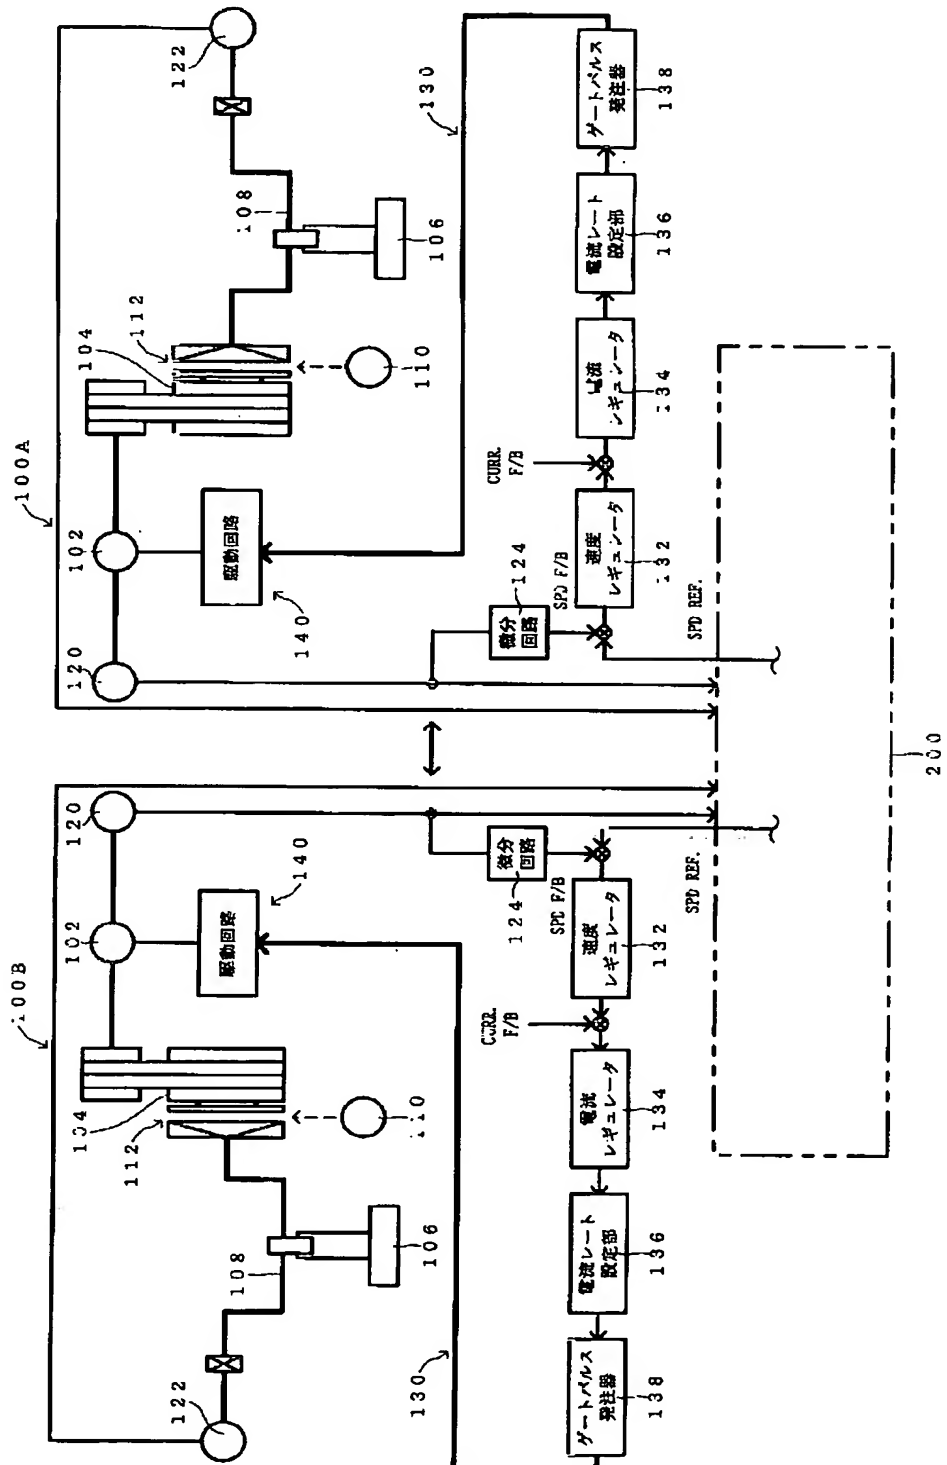 100B
100A
102
120
120
102
104
112
104
112
122
122
駆動回路
駆動回路
108
108
140
140
110
110
106
106
130
130
微分
回路
微分
回路
124
124
CURR.
F/B
SPD F/B
SPD F/B
CURR.
F/B
ゲートパルス
発注器
電流レート
設定部
電流
レギュレータ
速度
レギュレータ
速度
レギュレータ
電流
レギュレータ
電流レート
設定部
ゲートパルス
発注器
138
136
134
132
132
134
136
138
SPD REF.
SPD REF.
200